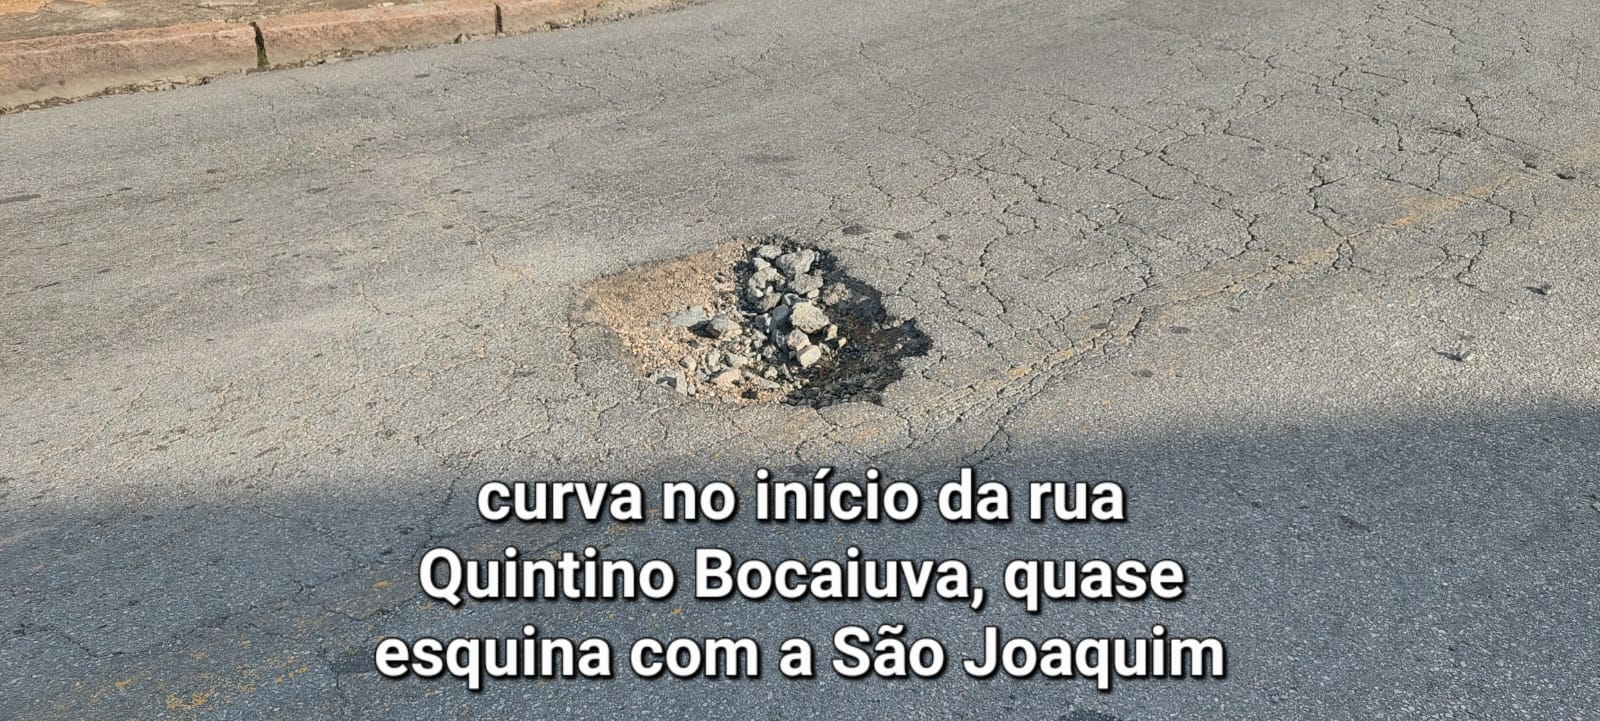 curva no início da rua
Quintino Bocaiuva, quase
esquina com a São Joaquim